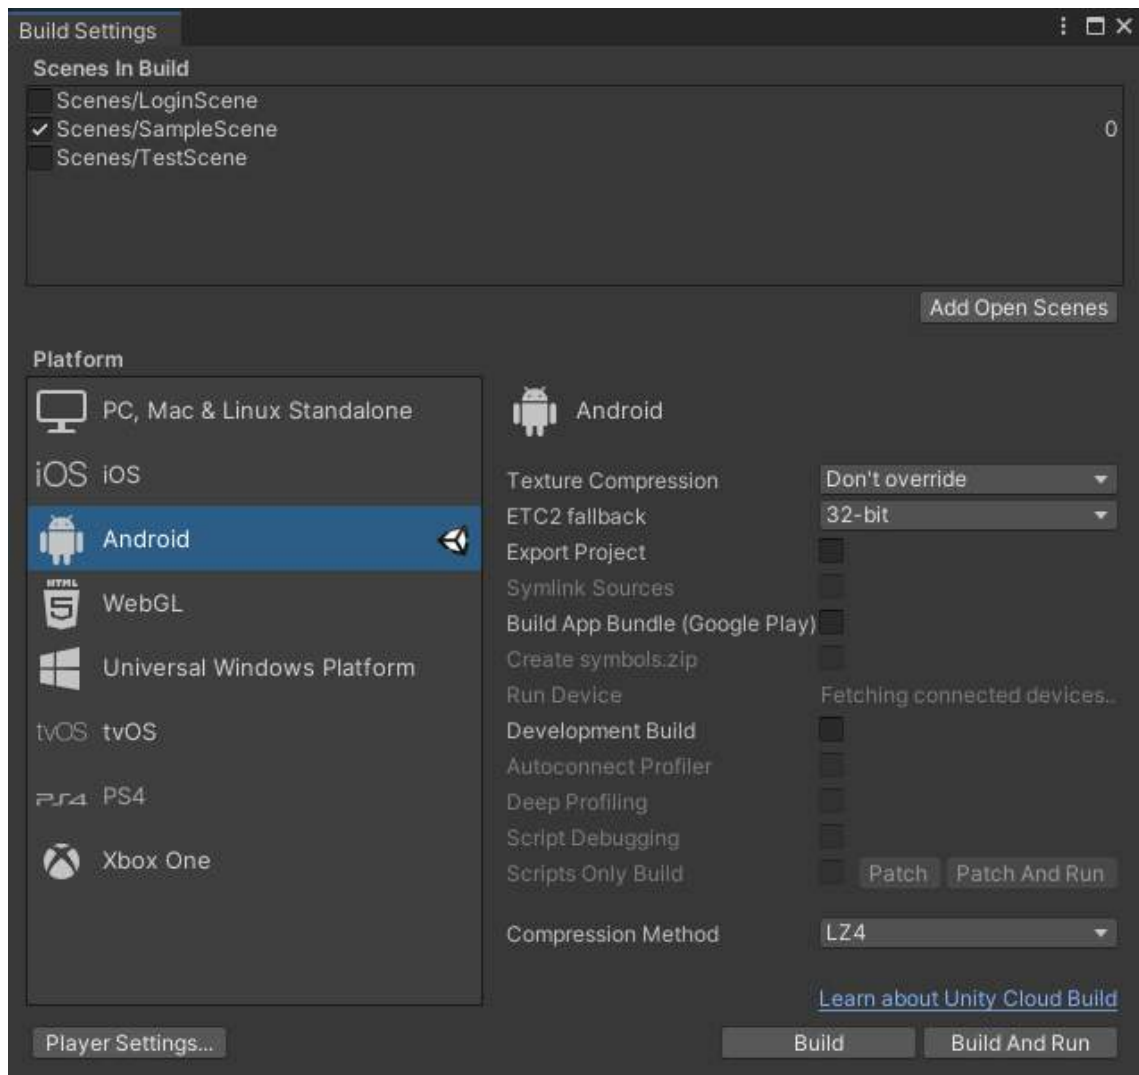 Build Settings
Scenes In Build
Scenes/LoginScene
Scenes/SampleScene 0
Scenes/TestScene
Add Open Scenes
Platform
PC, Mac & Linux Standalone
iOS iOS
Android
HTML
5 WebGL
Universal Windows Platform
tvOS tvOS
PS4 PS4
Xbox One
Android
Texture Compression Don't override
ETC2 fallback 32-bit
Export Project
Symlink Sources
Build App Bundle (Google Play)
Create symbols.zip
Run Device Fetching connected devices..
Development Build
Autoconnect Profiler
Deep Profiling
Script Debugging
Scripts Only Build Patch Patch And Run
Compression Method LZ4
Learn about Unity Cloud Build
Player Settings... Build Build And Run